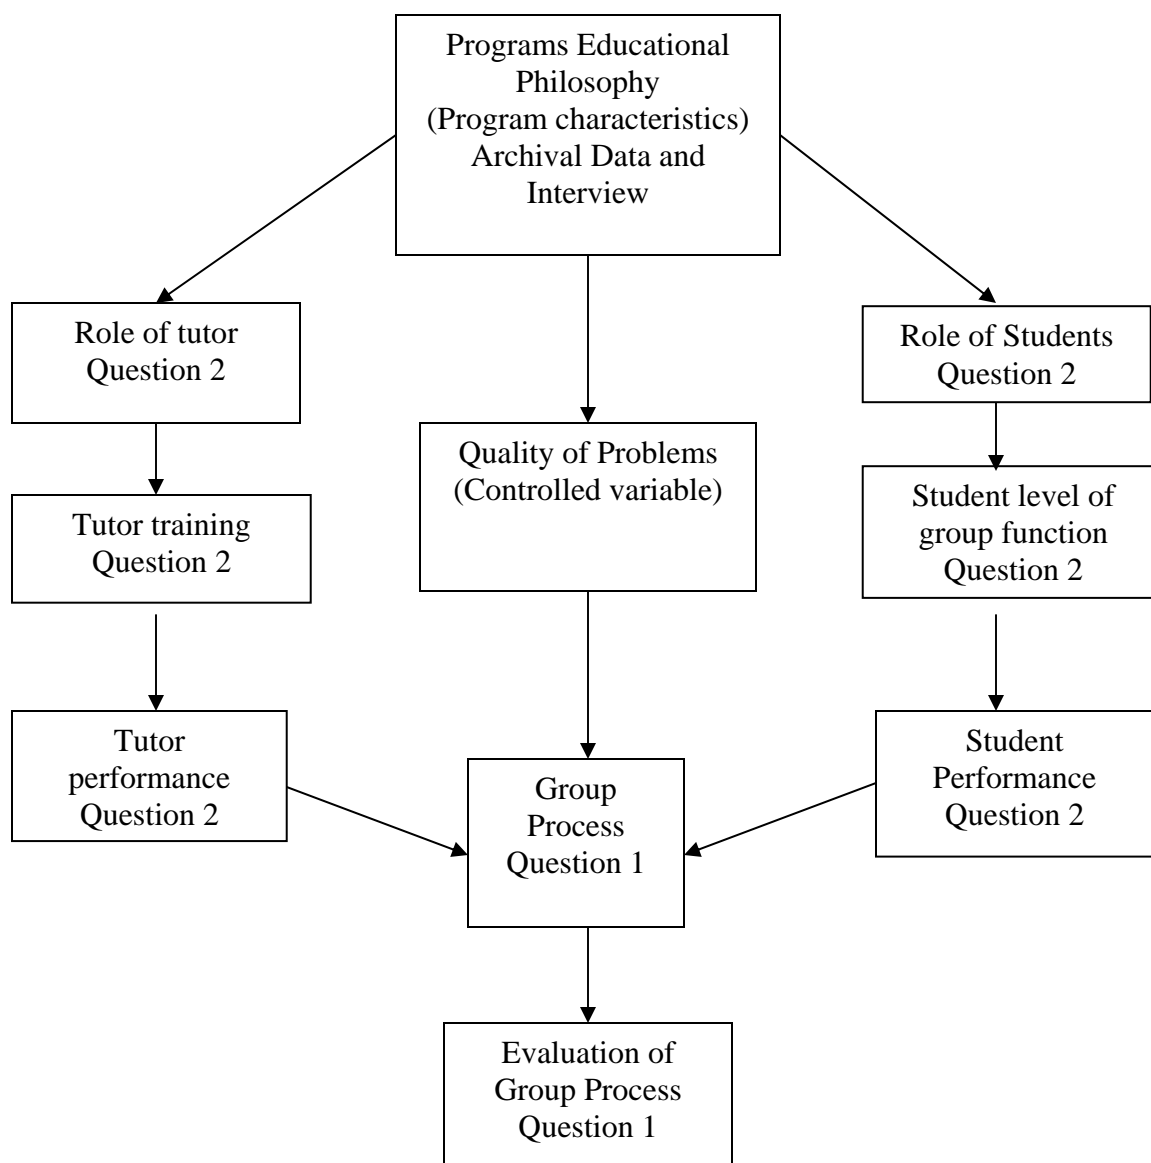 Programs Educational
Philosophy
(Program characteristics)
Archival Data and
Interview
Role of tutor
Question 2
Role of Students
Question 2
Quality of Problems
(Controlled variable)
Tutor training
Question 2
Student level of
group function
Question 2
Tutor
performance
Question 2
Student
Performance
Question 2
Group
Process
Question 1
Evaluation of
Group Process
Question 1